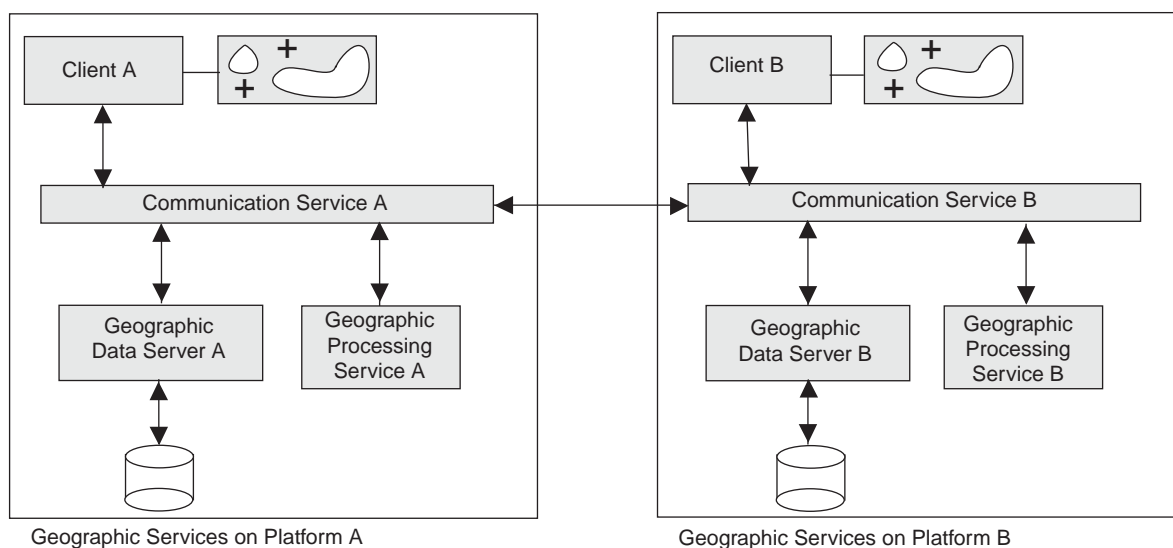 Client A
Communication Service A
Geographic
Data Server A
Geographic
Processing
Service A
Geographic Services on Platform A
Client B
Communication Service B
Geographic
Data Server B
Geographic
Processing
Service B
Geographic Services on Platform B